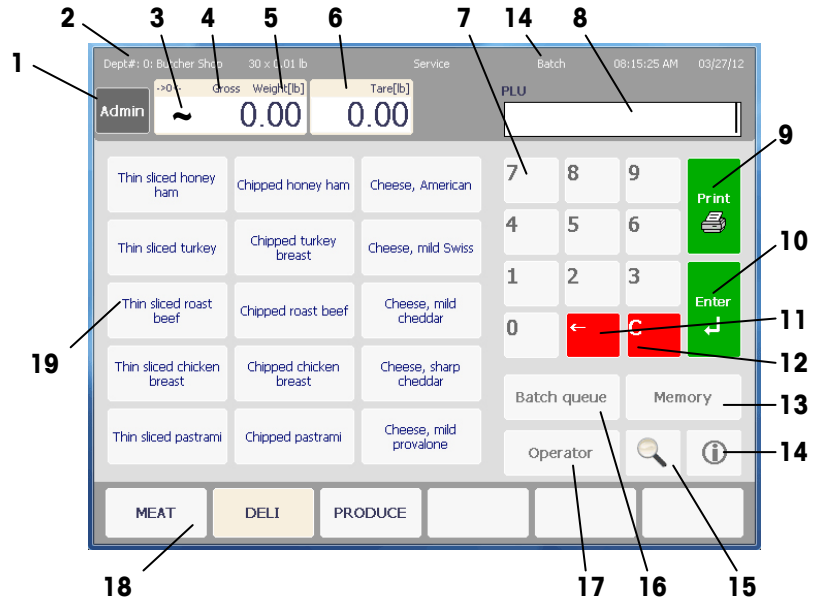 2 3 4 5 6 7 14 8
1
Dept#: 0: Butcher Shop 30 x 0.01 lb Service Batch 08:15:25 AM 03/27/12
->0<- Gross Weight[lb] Tare[lb] PLU
Admin ~ 0.00 0.00
9
Thin sliced honey ham
Chipped honey ham
Cheese, American
7 8 9 Print
Thin sliced turkey
Chipped turkey breast
Cheese, mild Swiss
4 5 6
10
Thin sliced roast beef
Chipped roast beef
Cheese, mild cheddar
1 2 3 Enter
0 ← C ↵
11
12
19
Thin sliced chicken breast
Chipped chicken breast
Cheese, sharp cheddar
Batch queue Memory
13
Thin sliced pastrami
Chipped pastrami
Cheese, mild provalone
Operator
14
MEAT DELI PRODUCE
18 17 16 15